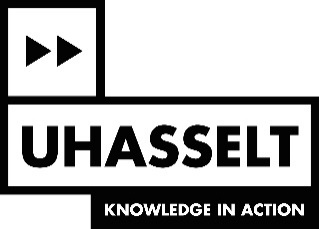 UHASSELT
KNOWLEDGE IN ACTION